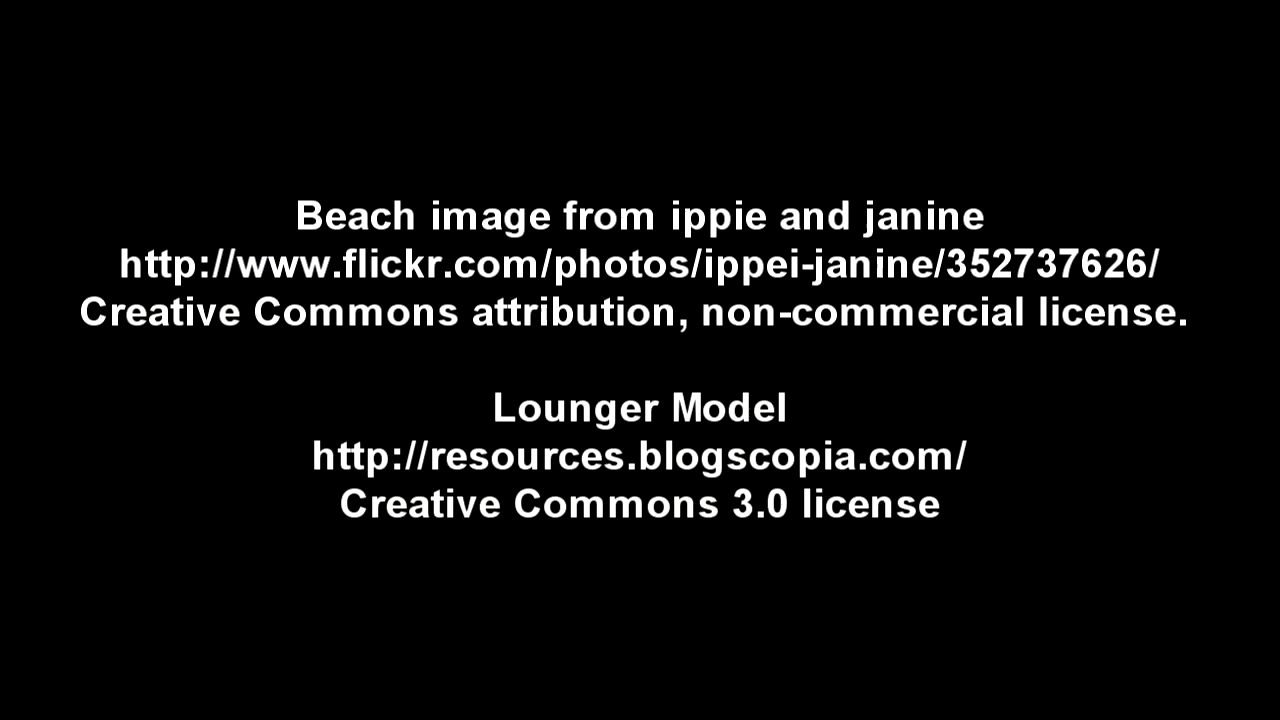 Beach image from ippie and janine
http://www.flickr.com/photos/ippei-janine/352737626/
Creative Commons attribution, non-commercial license.
Lounger Model
http://resources.blogscopia.com/
Creative Commons 3.0 license